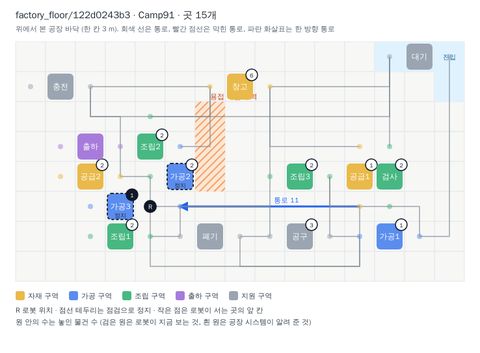 factory_floor/122d0243b3 · Camp91 · 곳 15개
위에서 본 공장 바닥 (한 칸 3 m). 회색 선은 통로, 빨간 점선은 막힌 통로, 파란 화살표는 한 방향 통로
대기
진입
충전
창고
6
용접
역
출하
조립2
2
공급2
2
가공2
2
정지
조립3
2
공급1
1
검사
2
가공3
1
정지
R
통로 11
조립1
2
폐기
공구
3
가공1
1
자재 구역
가공 구역
조립 구역
출하 구역
지원 구역
R 로봇 위치 · 점선 테두리는 점검으로 정지 · 작은 점은 로봇이 서는 곳의 앞 칸
원 안의 수는 놓인 물건 수 (검은 원은 로봇이 지금 보는 것, 흰 원은 공장 시스템이 알려 준 것)